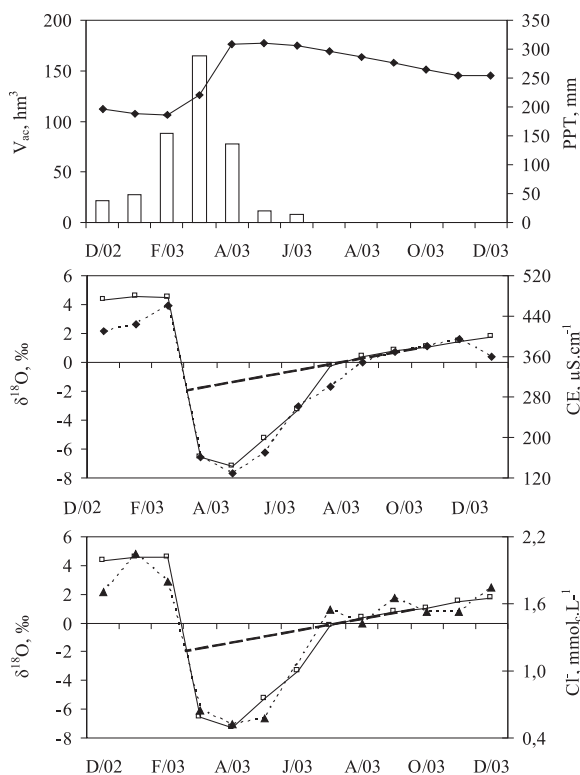 200 350
150 300
250
100 200
150
50 100
50
0 0
V_ac, hm³
PPT, mm
D/02 F/03 A/03 J/03 A/03 O/03 D/03
6 520
4 440
2
0 360
-2 280
-4
-6 200
-8 120
δ¹⁸O, ‰
CE, µS.cm⁻¹
D/02 F/03 A/03 J/03 A/03 O/03 D/03
6 2,2
4
2 1,6
0
-2 1,0
-4
-6
-8 0,4
δ¹⁸O, ‰
Cl⁻, mmol_c.L⁻¹
D/02 F/03 A/03 J/03 A/03 O/03 D/03